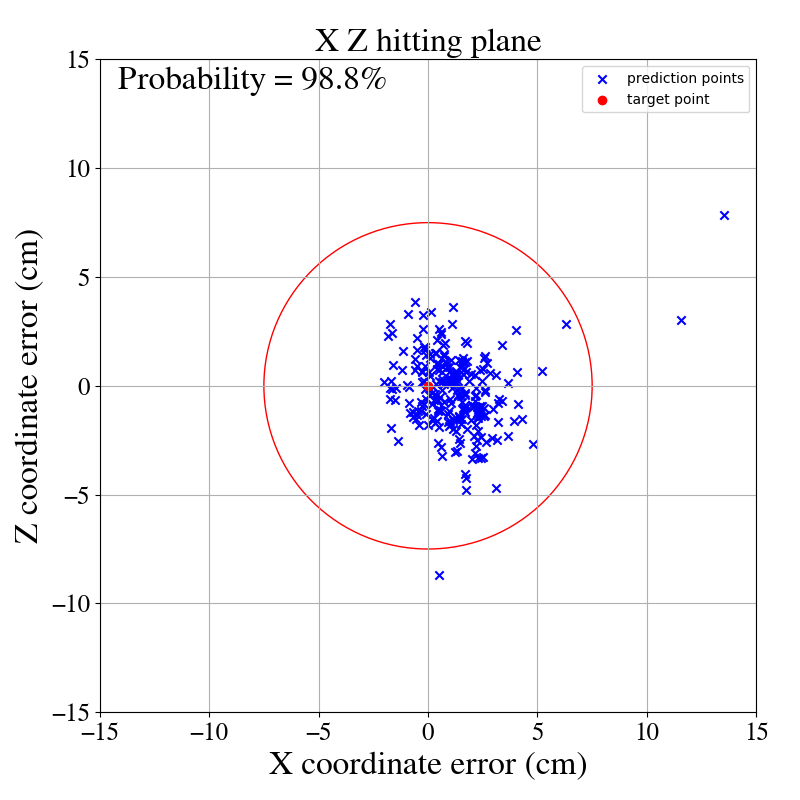 X Z hitting plane
Probability = 98.8%
prediction points
target point
15
10
5
0
−5
−10
−15
Z coordinate error (cm)
−15 −10 −5 0 5 10 15
X coordinate error (cm)